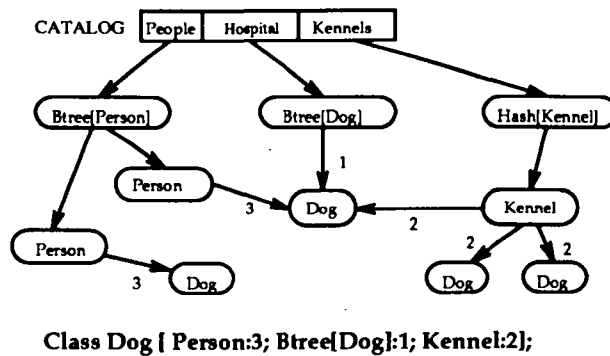 CATALOG People Hospital Kennels
Btree[Person] Btree[Dog] Hash[Kennel]
1
Person 3 Dog 2 Kennel
Person 3 Dog 2 2
Dog Dog
Class Dog [ Person:3; Btree[Dog]:1; Kennel:2];